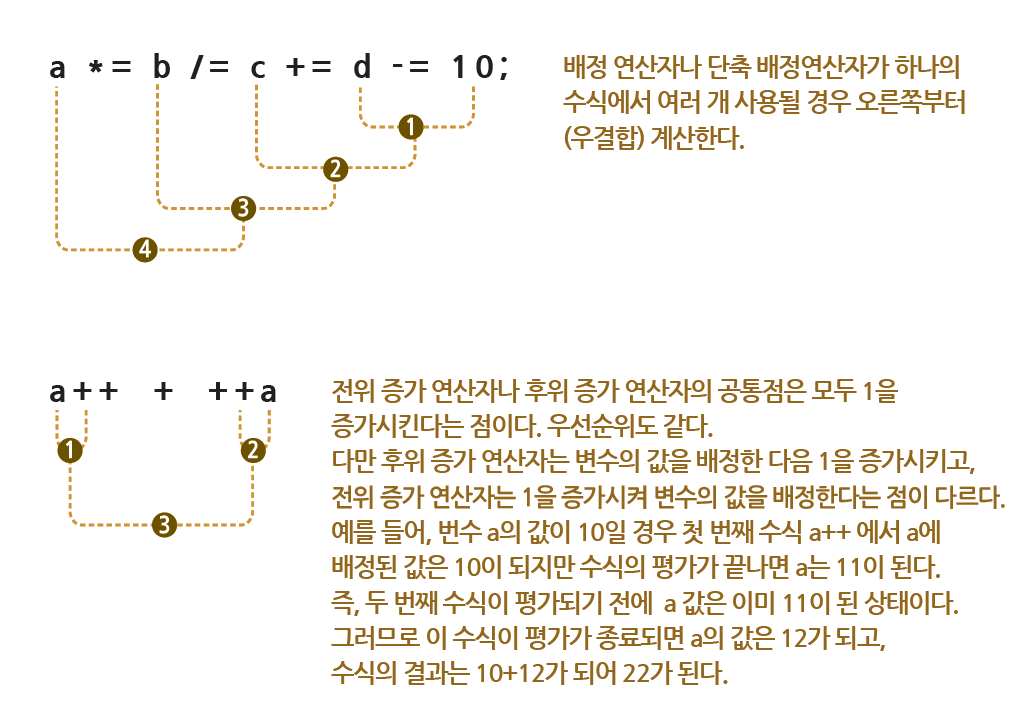 a *= b /= c += d -= 10;
배정 연산자나 단축 배정연산자가 하나의
수식에서 여러 개 사용될 경우 오른쪽부터
(우결합) 계산한다.
1
2
3
4
a++ + ++a
1
2
3
전위 증가 연산자나 후위 증가 연산자의 공통점은 모두 1을
증가시킨다는 점이다. 우선순위도 같다.
다만 후위 증가 연산자는 변수의 값을 배정한 다음 1을 증가시키고,
전위 증가 연산자는 1을 증가시켜 변수의 값을 배정한다는 점이 다르다.
예를 들어, 번수 a의 값이 10일 경우 첫 번째 수식 a++ 에서 a에
배정된 값은 10이 되지만 수식의 평가가 끝나면 a는 11이 된다.
즉, 두 번째 수식이 평가되기 전에 a 값은 이미 11이 된 상태이다.
그러므로 이 수식이 평가가 종료되면 a의 값은 12가 되고,
수식의 결과는 10+12가 되어 22가 된다.